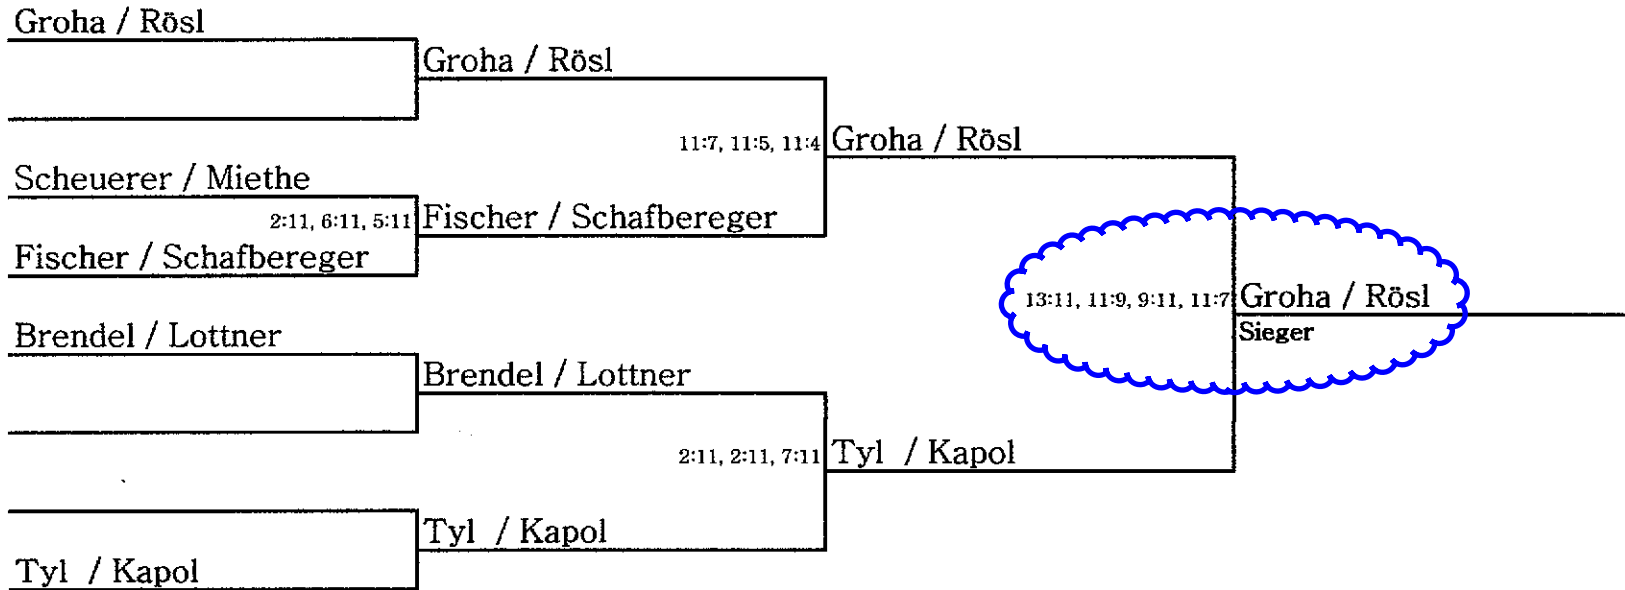 Groha / Rösl
Groha / Rösl
11:7, 11:5, 11:4 Groha / Rösl
Scheuerer / Miethe
2:11, 6:11, 5:11 Fischer / Schafbereger
Fischer / Schafbereger
13:11, 11:9, 9:11, 11:7 Groha / Rösl
Sieger
Brendel / Lottner
Brendel / Lottner
2:11, 2:11, 7:11 Tyl / Kapol
Tyl / Kapol
Tyl / Kapol